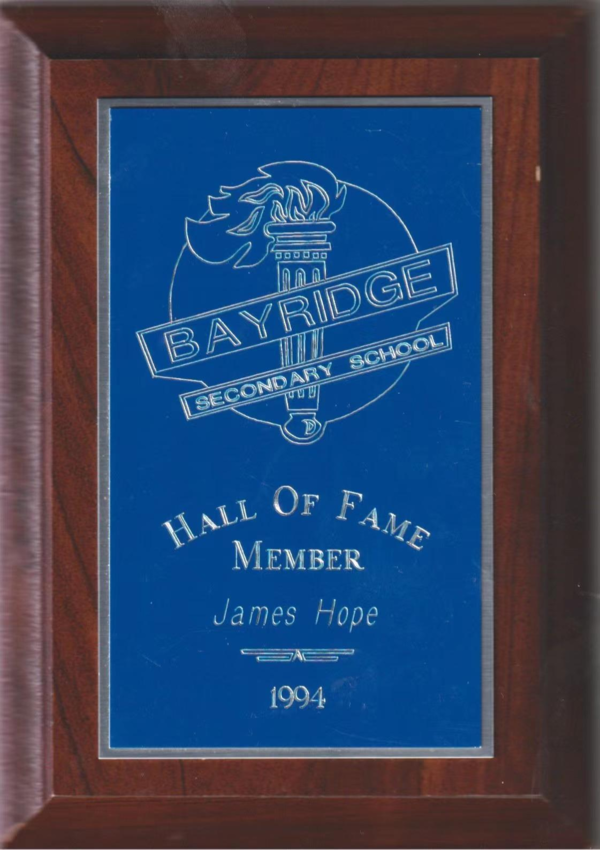 BAYRIDGE
SECONDARY SCHOOL
HALL OF FAME
MEMBER
James Hope
1994